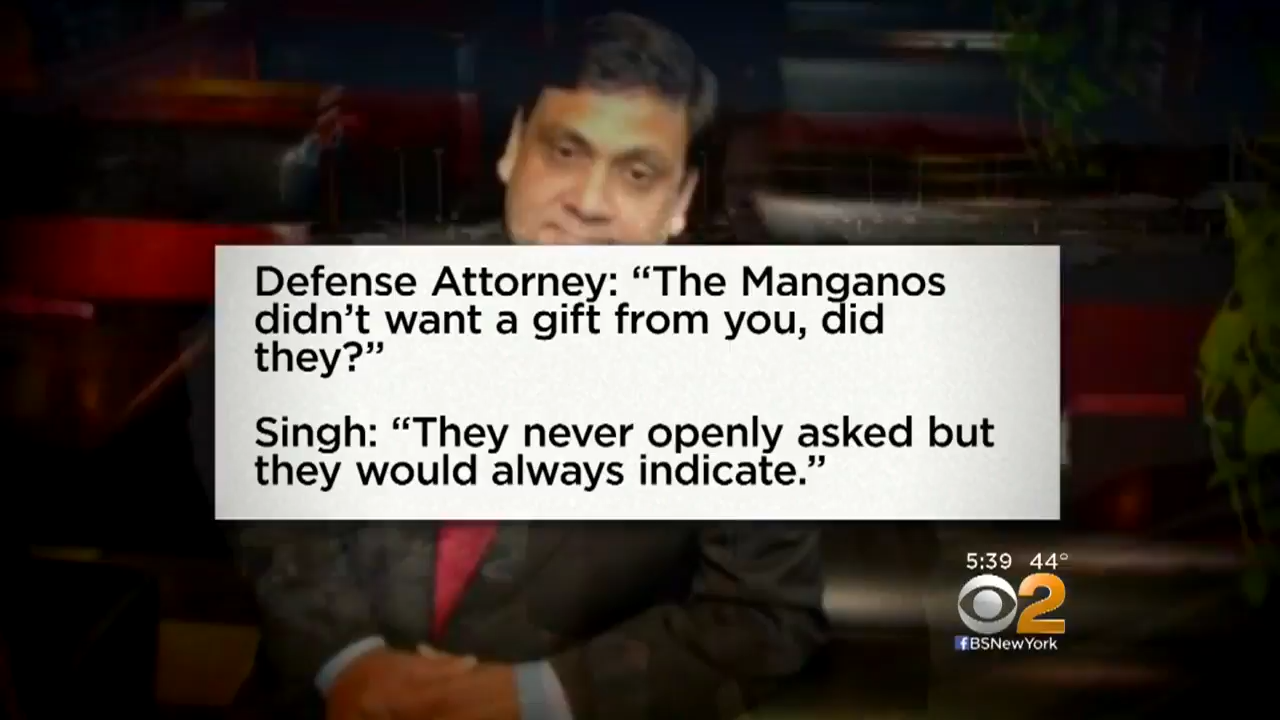 Defense Attorney: “The Manganos
didn’t want a gift from you, did
they?”
Singh: “They never openly asked but
they would always indicate.”
5:39 44°
2
fBSNewYork